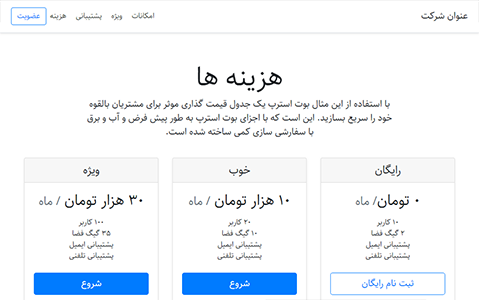 عنوان شرکت
امکانات
ویژه
پشتیبانی
هزینه
عضویت
هزینه ها
با استفاده از این مثال بوت استرپ یک جدول قیمت گذاری موثر برای مشتریان بالقوه
خود را سریع بسازید. این است که با اجزای بوت استرپ به طور پیش فرض و آب و برق
با سفارشی سازی کمی ساخته شده است.
رایگان
۰ تومان/ ماه
۱۰ کاربر
۲ گیگ فضا
پشتیبانی ایمیل
پشتیبانی تلفنی
ثبت نام رایگان
خوب
۱۰ هزار تومان / ماه
۲۰ کاربر
۱۰ گیگ فضا
پشتیبانی ایمیل
پشتیبانی تلفنی
شروع
ویژه
۳۰ هزار تومان / ماه
۱۰۰ کاربر
۳۵ گیگ فضا
پشتیبانی ایمیل
پشتیبانی تلفنی
شروع